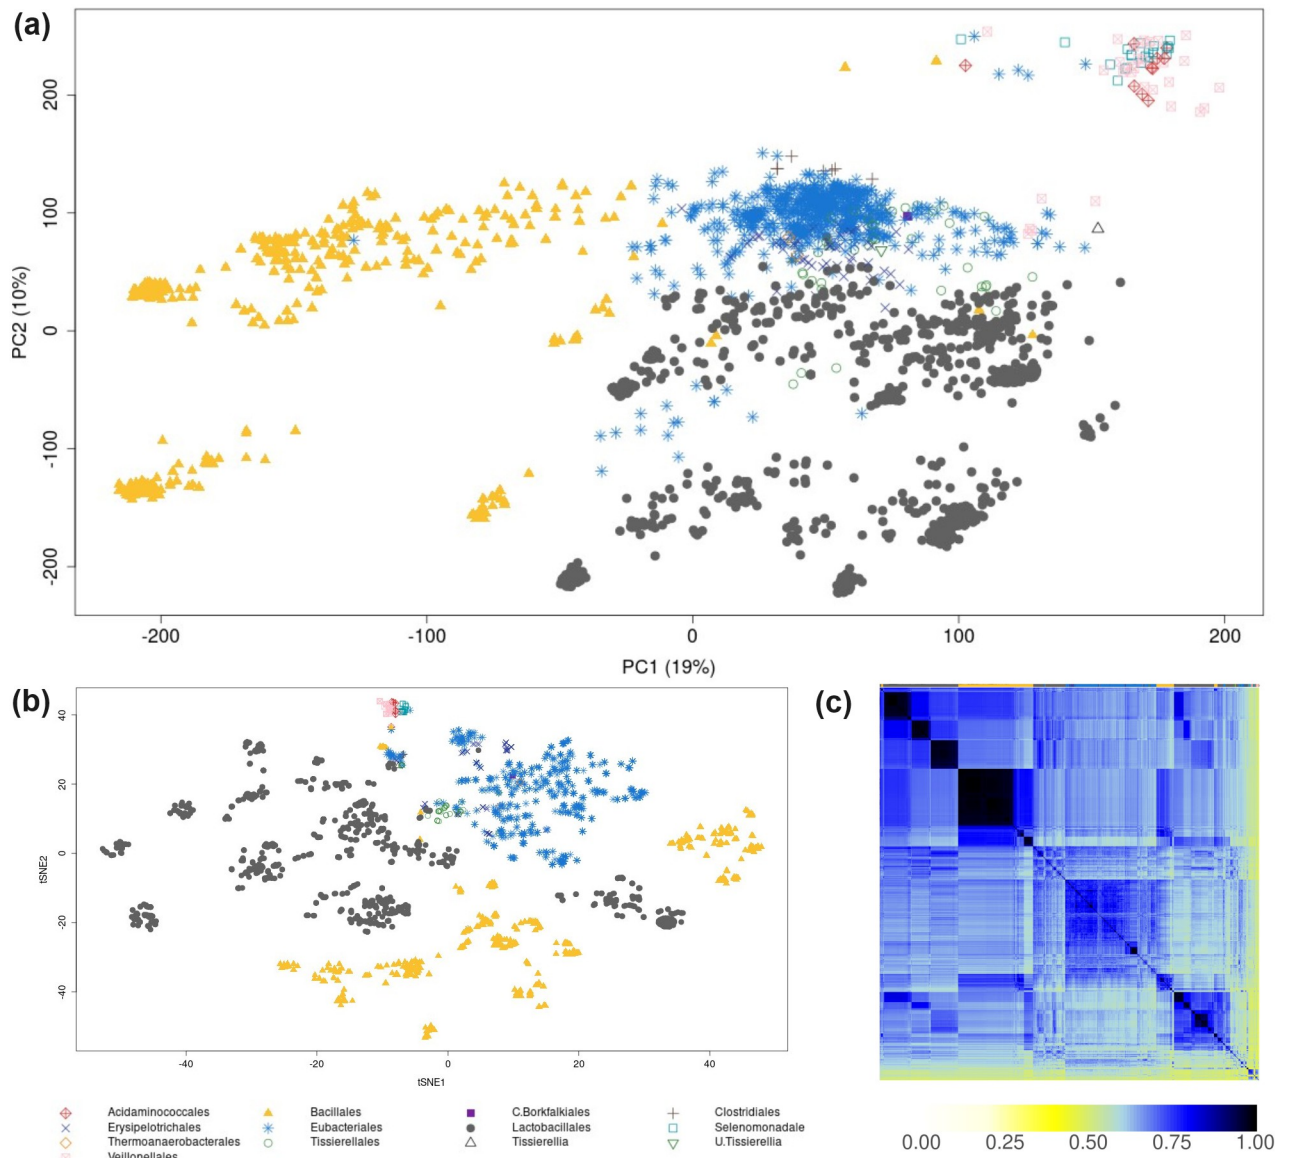 (a)
200
100
0
-100
-200
PC2 (10%)
-200 -100 0 100 200
PC1 (19%)
(b)
40
20
0
-20
40
tSNE2
-40 -20 0 20 40
tSNE1
(c)
Acidaminococcales Bacillales C.Borkfalkiales Clostridiales
Erysipelotrichales Eubacteriales Lactobacillales Selenomonadale
Thermoanaerobacterales Tissierellales Tissierellia U.Tissierellia
Veillonellales
0.00 0.25 0.50 0.75 1.00